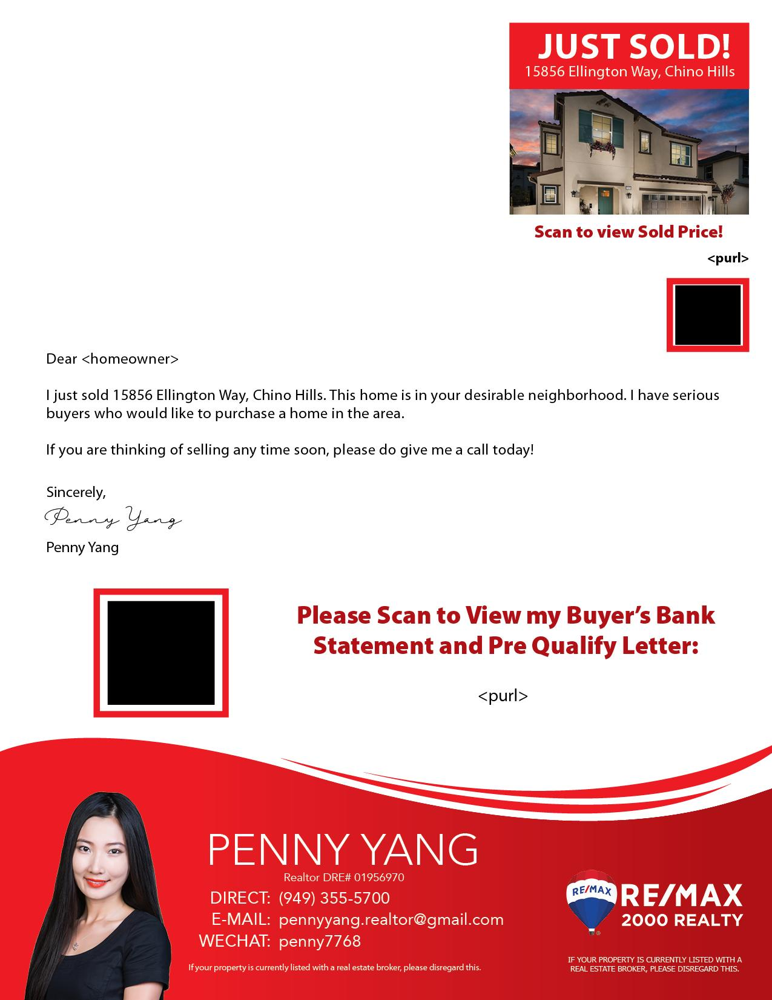 JUST SOLD!
15856 Ellington Way, Chino Hills
Scan to view Sold Price!
<purl>
Dear <homeowner>
I just sold 15856 Ellington Way, Chino Hills. This home is in your desirable neighborhood. I have serious
buyers who would like to purchase a home in the area.
If you are thinking of selling any time soon, please do give me a call today!
Sincerely,
Penny Yang
Penny Yang
Please Scan to View my Buyer’s Bank
Statement and Pre Qualify Letter:
<purl>
PENNY YANG
Realtor DRE# 01956970
DIRECT: (949) 355-5700
E-MAIL: pennyyang.realtor@gmail.com
WECHAT: penny7768
If your property is currently listed with a real estate broker, please disregard this.
RE/MAX
RE/MAX
2000 REALTY
®
IF YOUR PROPERTY IS CURRENTLY LISTED WITH A
REAL ESTATE BROKER, PLEASE DISREGARD THIS.